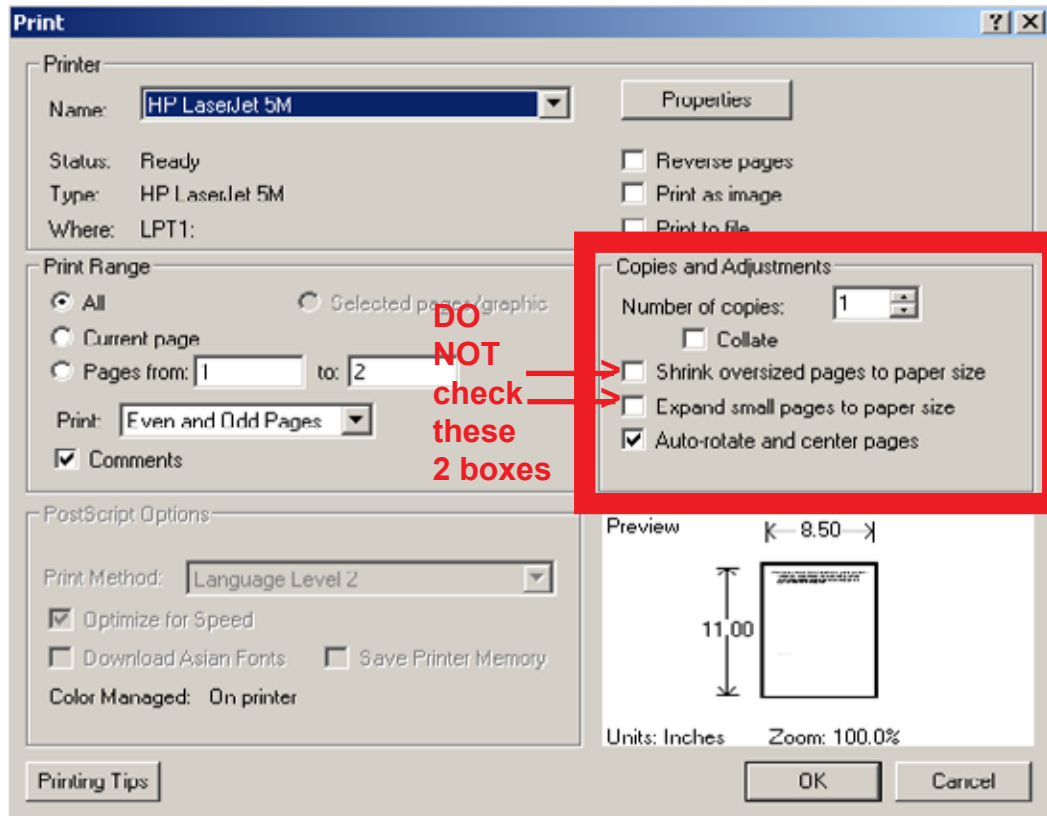 Print
Printer
Name: HP LaserJet 5M
Properties
Status: Ready
Reverse pages
Type: HP LaserJet 5M
Print as image
Where: LPT1:
Print to file
Print Range
All
Selected pages/graphic
Current page
Pages from: 1 to: 2
Print: Even and Odd Pages
Comments
DO
NOT
check
these
2 boxes
Copies and Adjustments
Number of copies: 1
Collate
Shrink oversized pages to paper size
Expand small pages to paper size
Auto-rotate and center pages
PostScript Options
Print Method: Language Level 2
Optimize for Speed
Download Asian Fonts Save Printer Memory
Color Managed: On printer
Preview
8.50
11.00
Units: Inches Zoom: 100.0%
Printing Tips
OK
Cancel